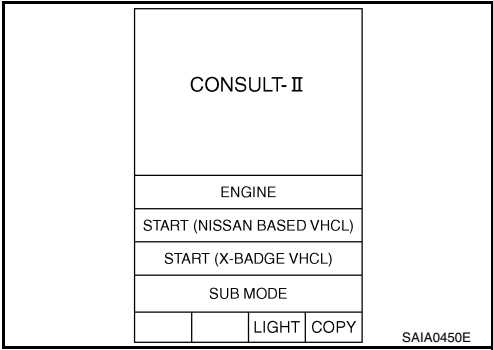 CONSULT-Ⅱ
ENGINE
START (NISSAN BASED VHCL)
START (X-BADGE VHCL)
SUB MODE
LIGHT COPY
SAIA0450E